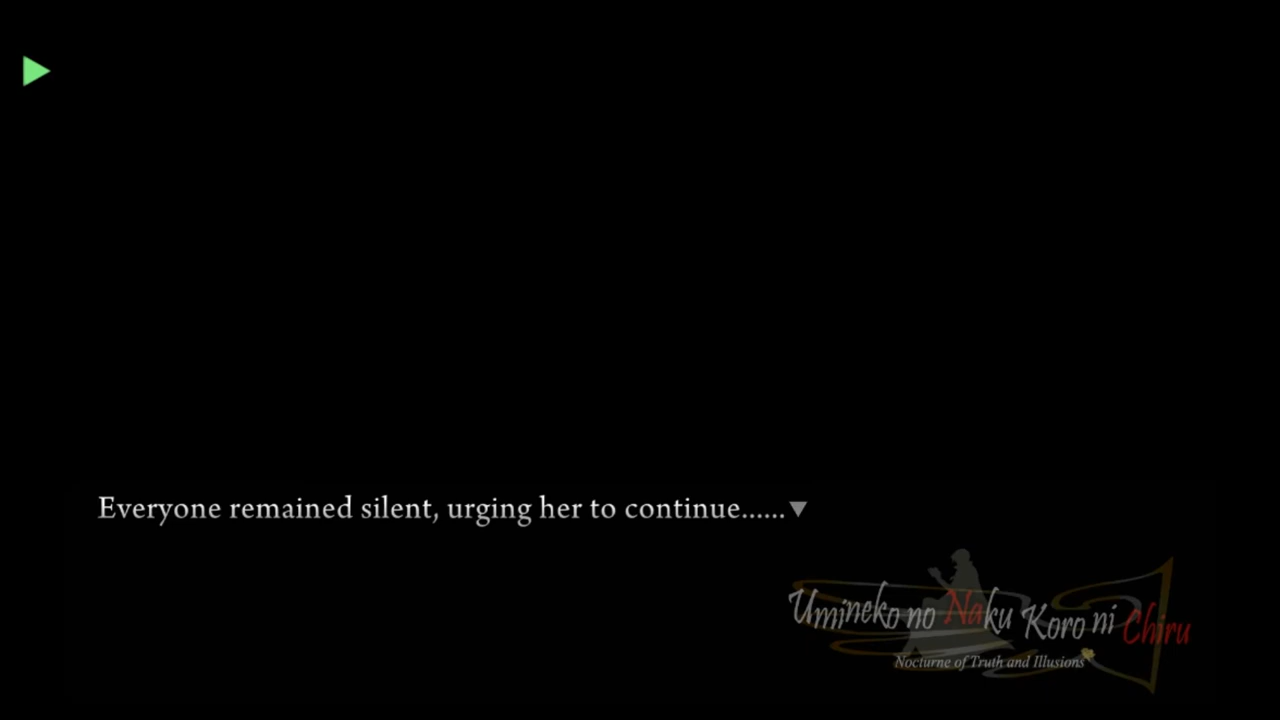 Everyone remained silent, urging her to continue......
Umineko no Naku Koro ni Chiru
Nocturne of Truth and Illusions